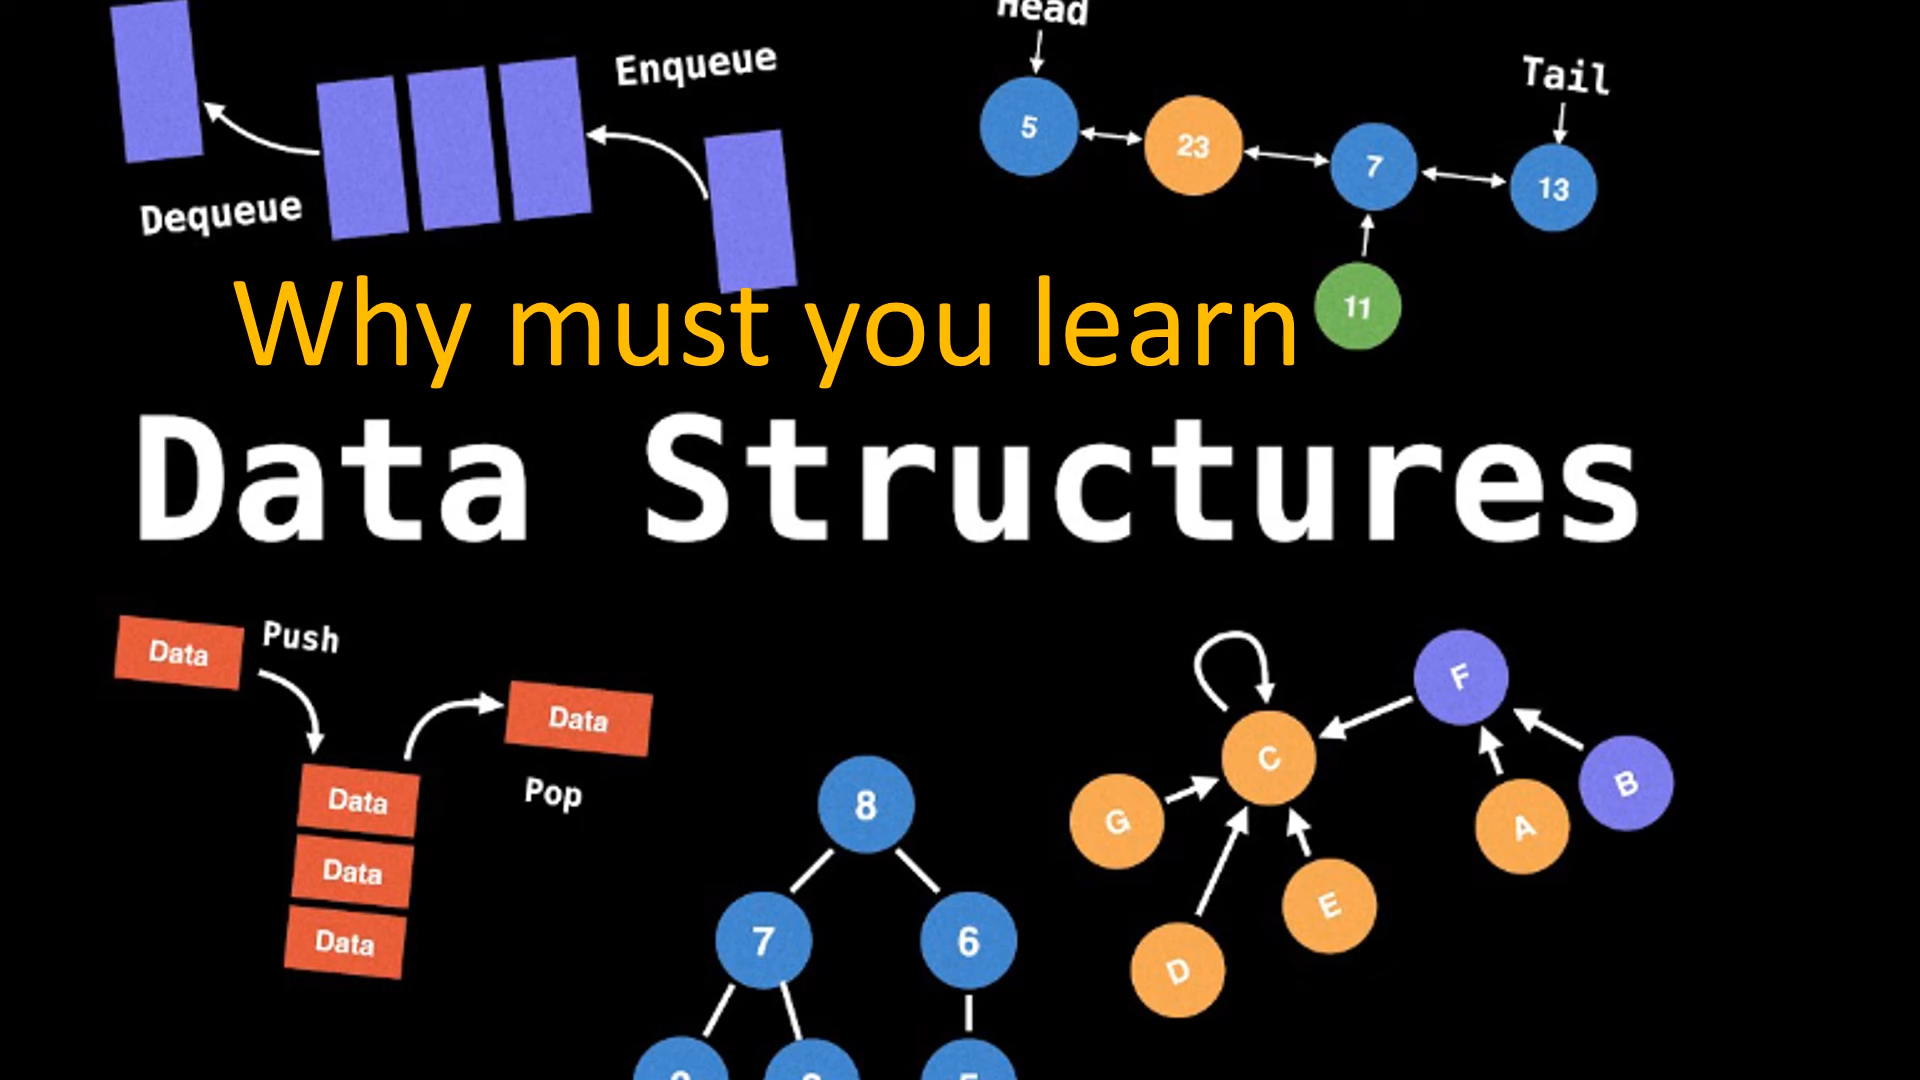 Head
Enqueue
Tail
5
23
7
13
Dequeue
11
Why must you learn
Data Structures
Data
Push
Data
Pop
Data
Data
Data
8
7
6
F
C
B
G
A
E
D